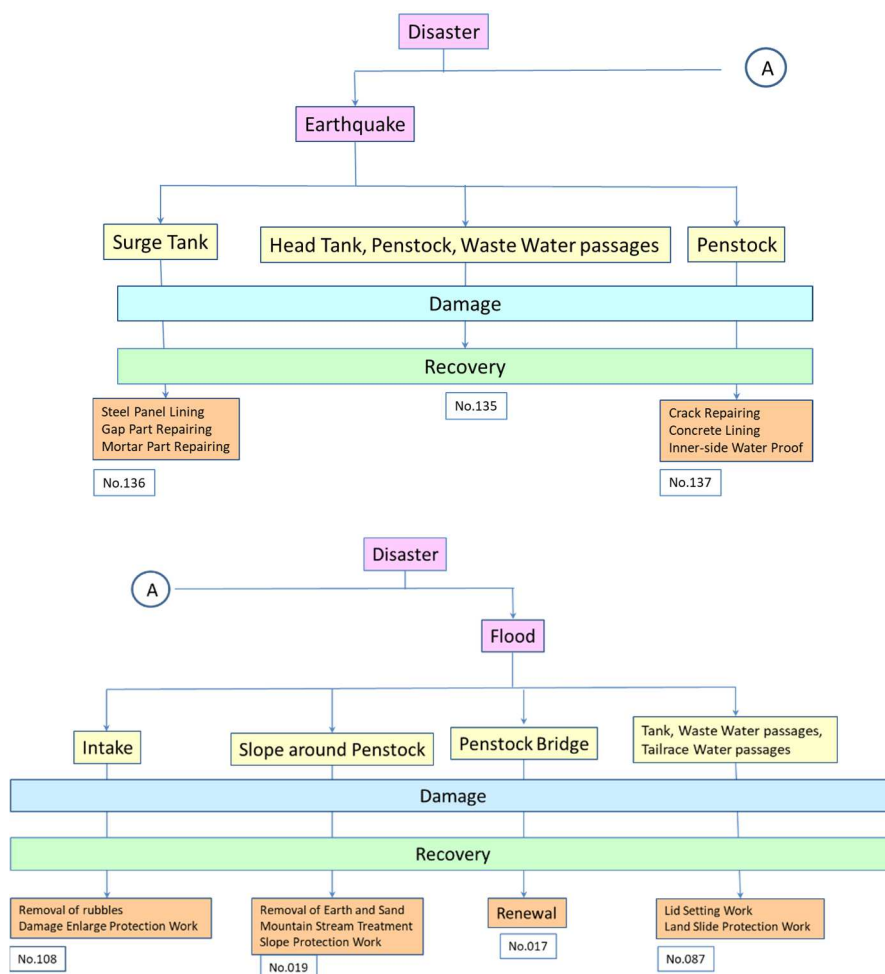 Disaster
A
Earthquake
Surge Tank
Head Tank, Penstock, Waste Water passages
Penstock
Damage
Recovery
Steel Panel Lining
Gap Part Repairing
Mortar Part Repairing
No.135
Crack Repairing
Concrete Lining
Inner-side Water Proof
No.136
No.137
Disaster
A
Flood
Intake
Slope around Penstock
Penstock Bridge
Tank, Waste Water passages,
Tailrace Water passages
Damage
Recovery
Removal of rubbles
Damage Enlarge Protection Work
Removal of Earth and Sand
Mountain Stream Treatment
Slope Protection Work
Renewal
Lid Setting Work
Land Slide Protection Work
No.108
No.019
No.017
No.087